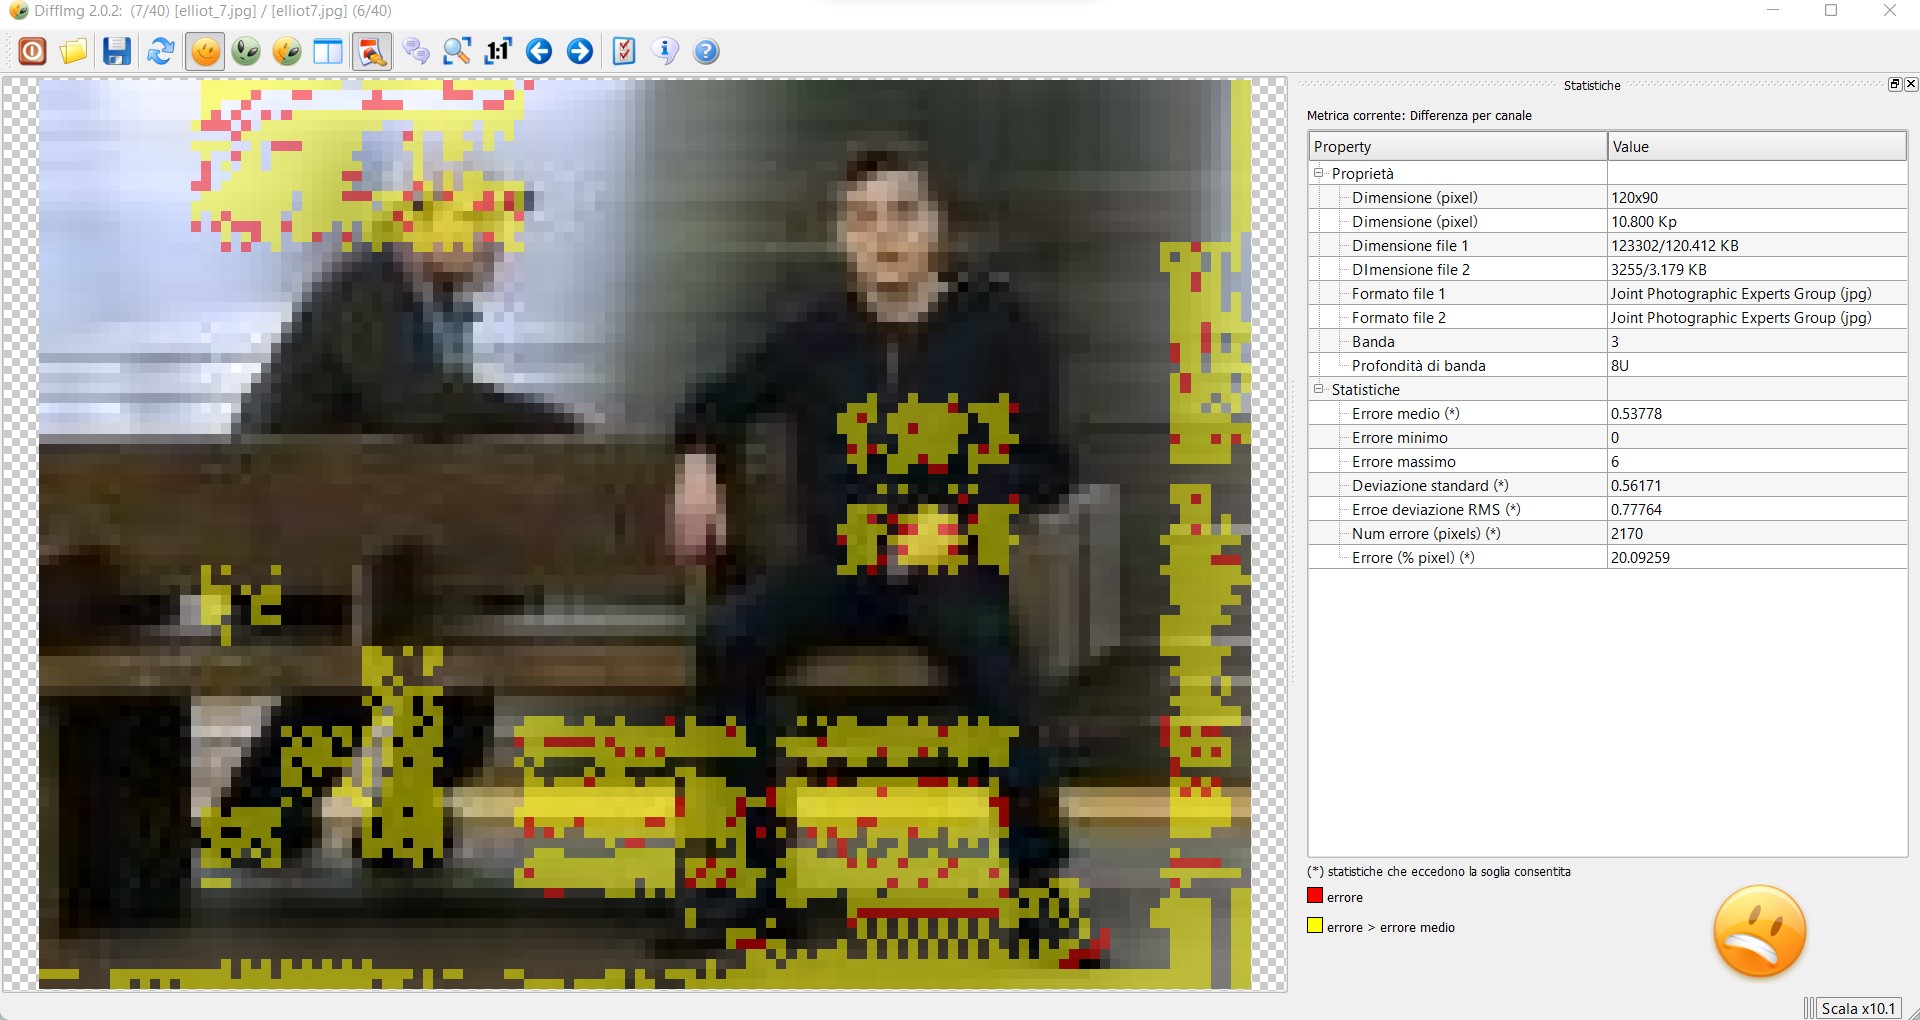 DiffImg 2.0.2: (7/40) [elliot_7.jpg] / [elliot7.jpg] (6/40)
1:1
Statistiche
Metrica corrente: Differenza per canale
Property Value
Proprietà
Dimensione (pixel) 120x90
Dimensione (pixel) 10.800 Kp
Dimensione file 1 123302/120.412 KB
DImensione file 2 3255/3.179 KB
Formato file 1 Joint Photographic Experts Group (jpg)
Formato file 2 Joint Photographic Experts Group (jpg)
Banda 3
Profondità di banda 8U
Statistiche
Errore medio (*) 0.53778
Errore minimo 0
Errore massimo 6
Deviazione standard (*) 0.56171
Erroe deviazione RMS (*) 0.77764
Num errore (pixels) (*) 2170
Errore (% pixel) (*) 20.09259
(*) statistiche che eccedono la soglia consentita
errore
errore > errore medio
Scala x10.1